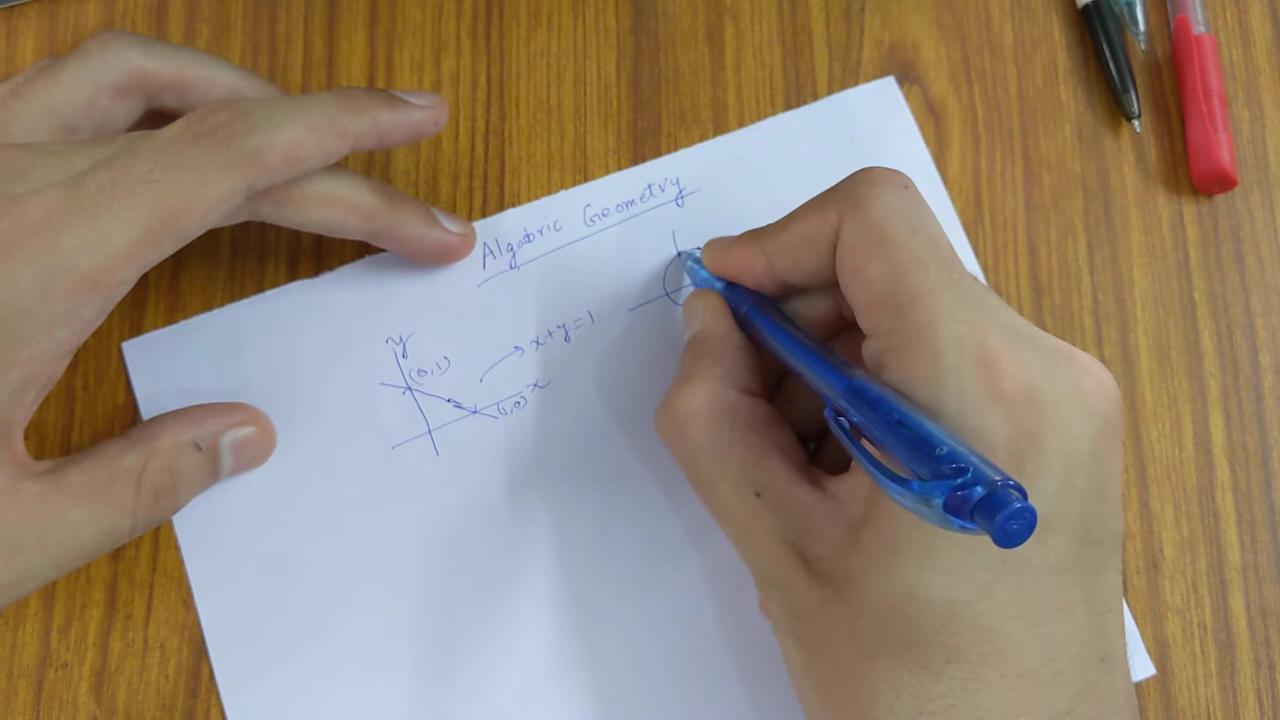 Algebric Geometry
y
(0,1)
x+y=1
x
(1,0)